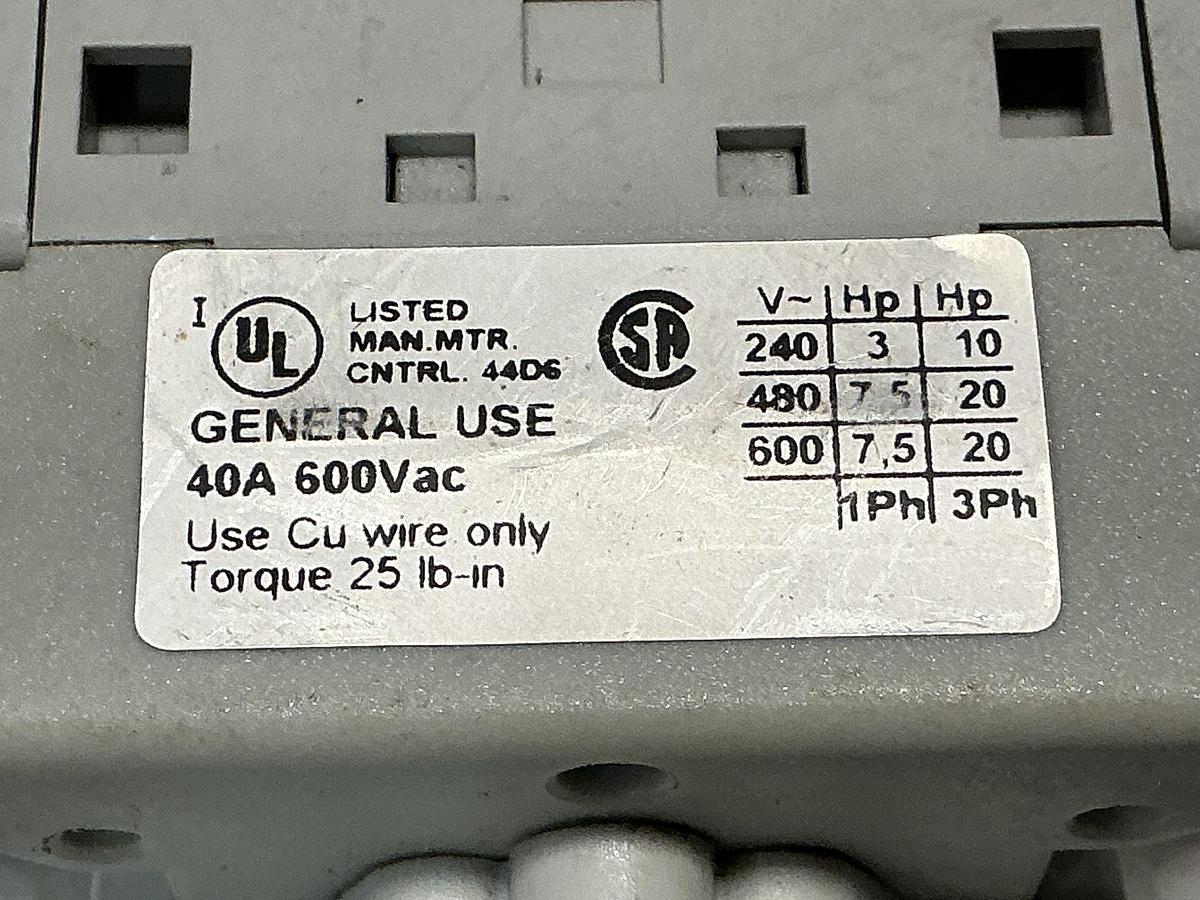 I UL LISTED
MAN.MTR.
CNTRL. 44D6
GENERAL USE
40A 600Vac
Use Cu wire only
Torque 25 lb-in
SA
V~ Hp Hp
240 3 10
480 7,5 20
600 7,5 20
1Ph 3Ph